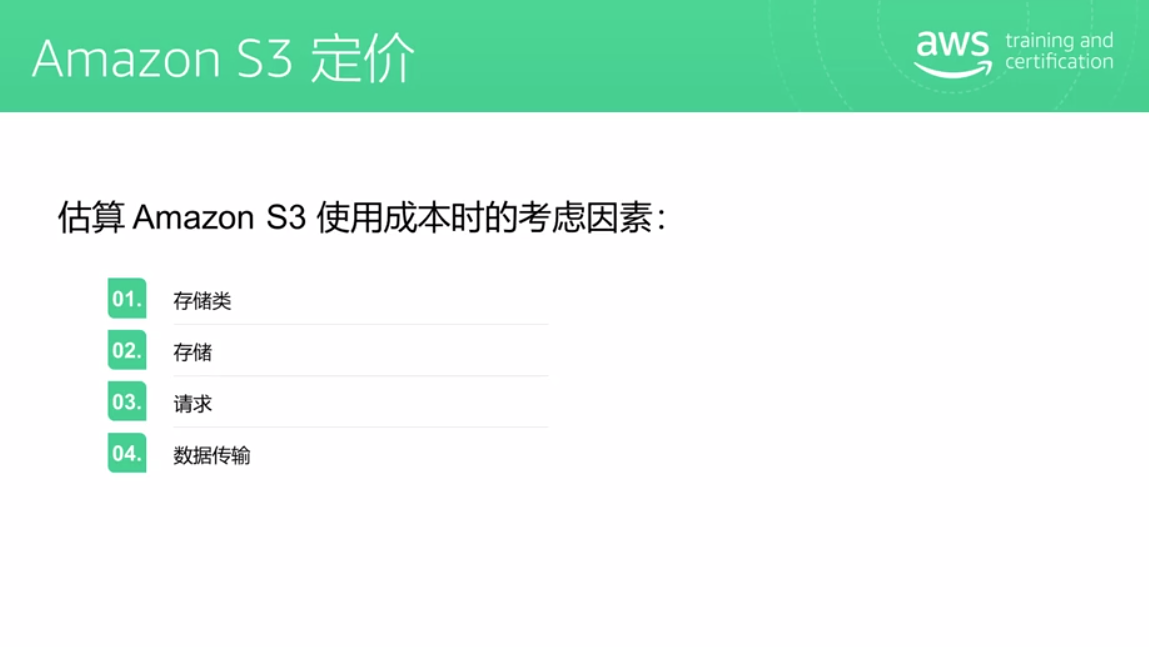 Amazon S3 定价
aws training and
certification
估算 Amazon S3 使用成本时的考虑因素：
01. 存储类
02. 存储
03. 请求
04. 数据传输